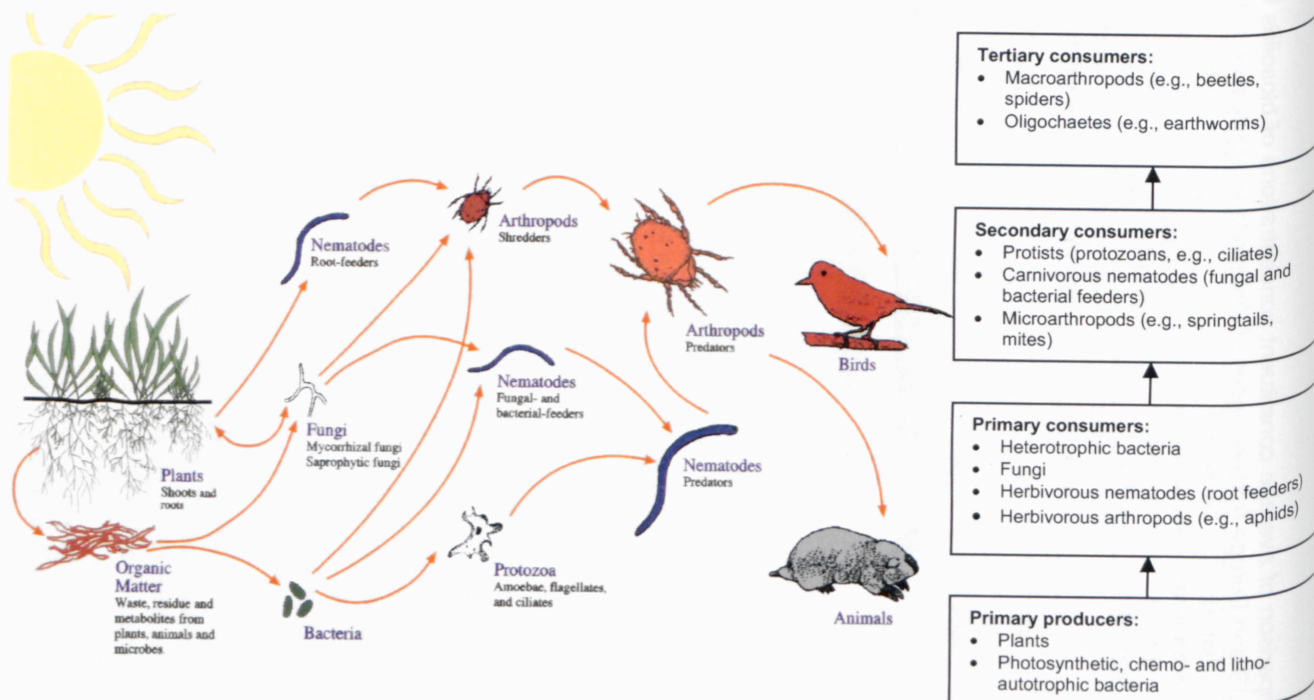 Nematodes
Root-feeders
Arthropods
Shredders
Arthropods
Predators
Birds
Nematodes
Fungal- and
bacterial-feeders
Fungi
Mycorrhizal fungi
Saprophytic fungi
Plants
Shoots and
roots
Nematodes
Predators
Organic
Matter
Waste, residue and
metabolites from
plants, animals and
microbes.
Bacteria
Protozoa
Amoebae, flagellates,
and ciliates
Animals
Tertiary consumers:
• Macroarthropods (e.g., beetles,
spiders)
• Oligochaetes (e.g., earthworms)
Secondary consumers:
• Protists (protozoans, e.g., ciliates)
• Carnivorous nematodes (fungal and
bacterial feeders)
• Microarthropods (e.g., springtails,
mites)
Primary consumers:
• Heterotrophic bacteria
• Fungi
• Herbivorous nematodes (root feeders)
• Herbivorous arthropods (e.g., aphids)
Primary producers:
• Plants
• Photosynthetic, chemo- and litho-
autotrophic bacteria